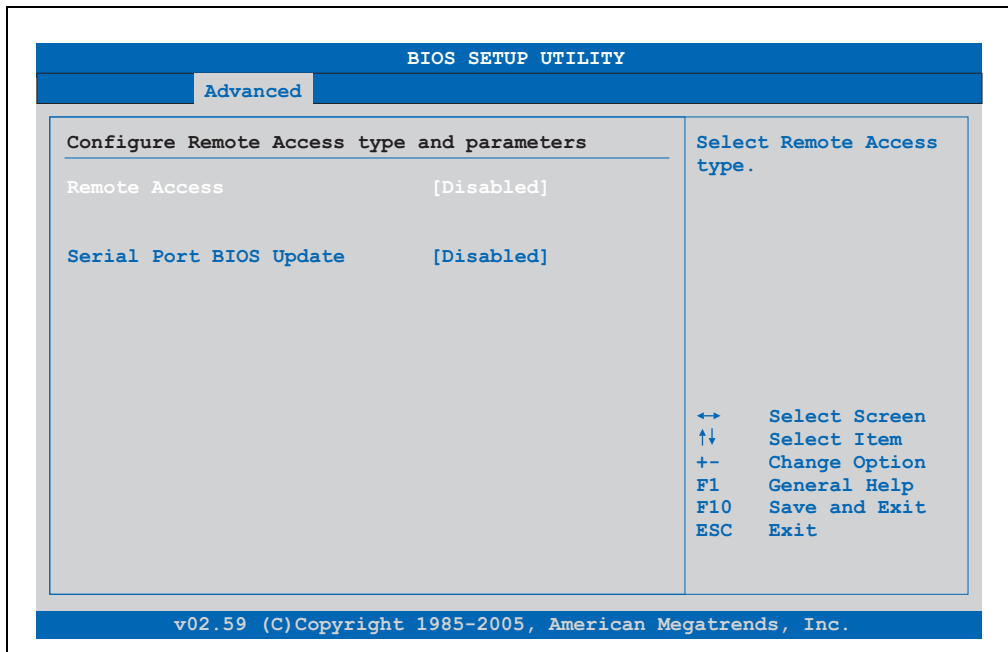 BIOS SETUP UTILITY
Advanced
Configure Remote Access type and parameters
Remote Access [Disabled]
Serial Port BIOS Update [Disabled]
Select Remote Access
type.
↔ Select Screen
↑↓ Select Item
+- Change Option
F1 General Help
F10 Save and Exit
ESC Exit
v02.59 (C)Copyright 1985-2005, American Megatrends, Inc.